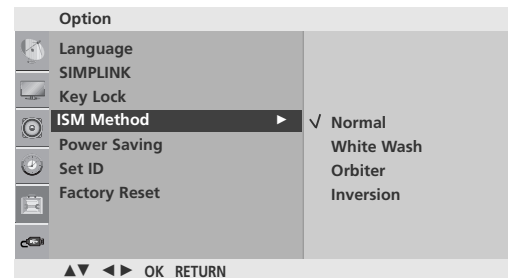 Option
Language
SIMPLINK
Key Lock
ISM Method ►
Power Saving
Set ID
Factory Reset
√ Normal
White Wash
Orbiter
Inversion
▲▼ ◄► OK RETURN